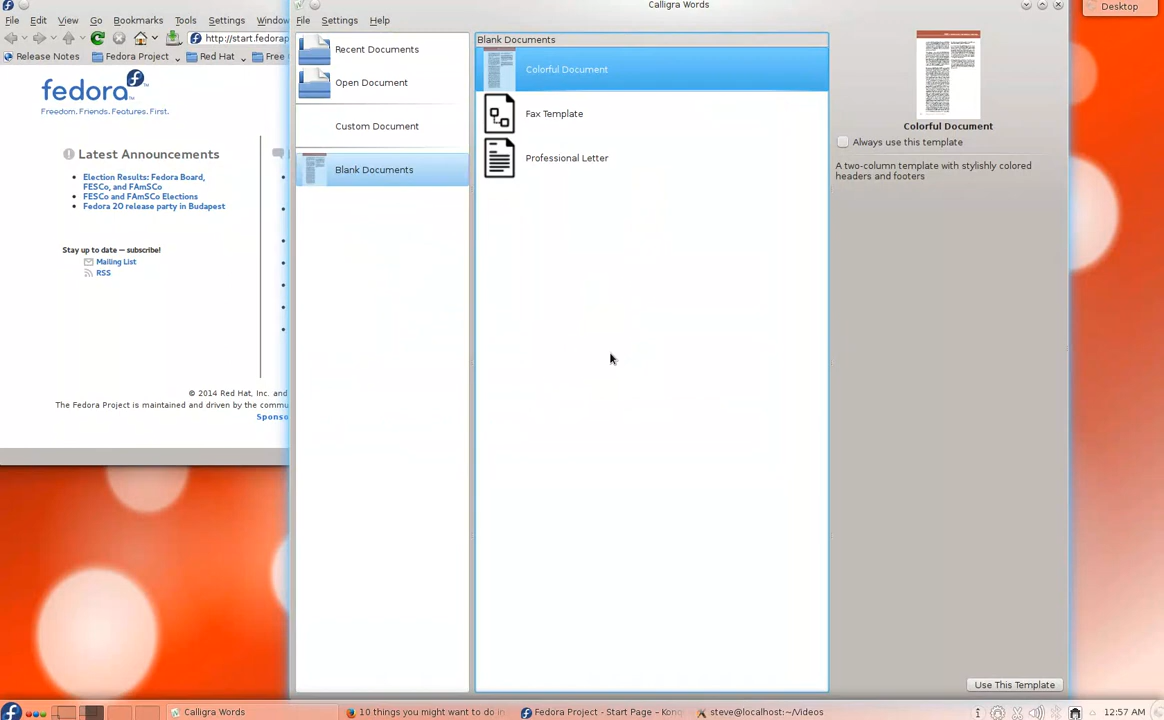 Calligra Words
Desktop
File Edit View Go Bookmarks Tools Settings Window
File Settings Help
http://start.fedorap
Release Notes Fedora Project Red Hat Free
fedora™
Freedom. Friends. Features. First.
Latest Announcements
Election Results: Fedora Board,
FESCo, and FAmSCo
FESCo and FAmSCo Elections
Fedora 20 release party in Budapest
Stay up to date — subscribe!
Mailing List
RSS
© 2014 Red Hat, Inc. and
The Fedora Project is maintained and driven by the commu
Sponso
Recent Documents
Open Document
Custom Document
Blank Documents
Blank Documents
Colorful Document
Fax Template
Professional Letter
Colorful Document
Always use this template
A two-column template with stylishly colored
headers and footers
Use This Template
Calligra Words
10 things you might want to do in
Fedora Project - Start Page – Konq
steve@localhost:~/Videos
12:57 AM